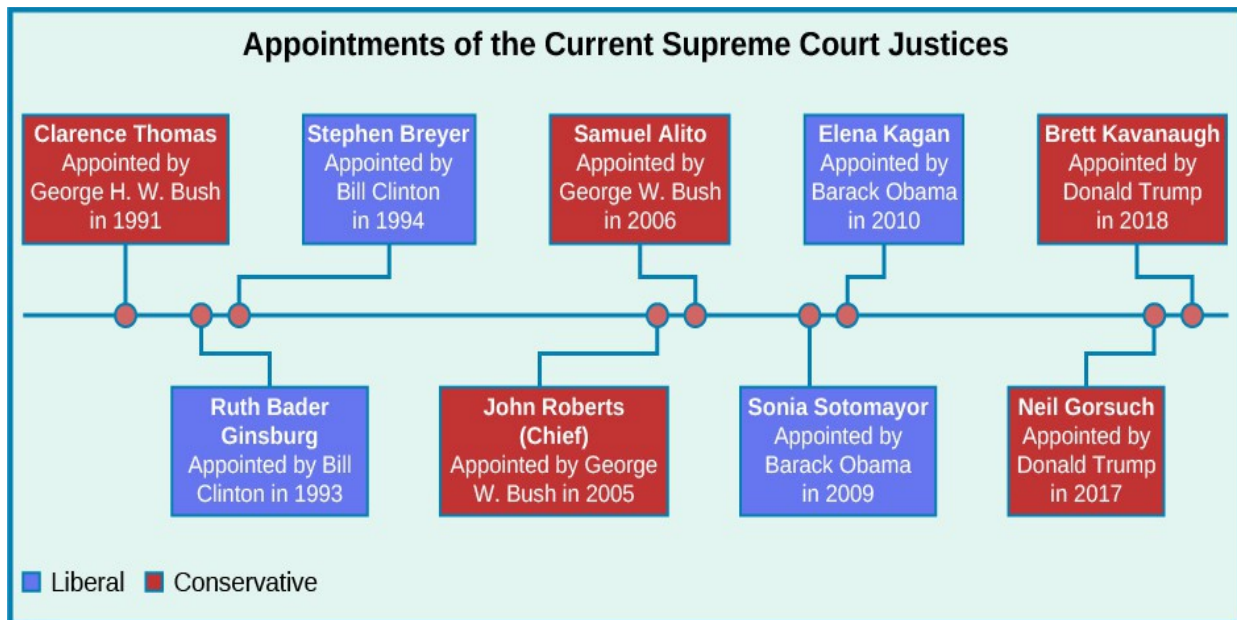 Appointments of the Current Supreme Court Justices
Clarence Thomas
Appointed by
George H. W. Bush
in 1991
Stephen Breyer
Appointed by
Bill Clinton
in 1994
Samuel Alito
Appointed by
George W. Bush
in 2006
Elena Kagan
Appointed by
Barack Obama
in 2010
Brett Kavanaugh
Appointed by
Donald Trump
in 2018
Ruth Bader
Ginsburg
Appointed by Bill
Clinton in 1993
John Roberts
(Chief)
Appointed by George
W. Bush in 2005
Sonia Sotomayor
Appointed by
Barack Obama
in 2009
Neil Gorsuch
Appointed by
Donald Trump
in 2017
Liberal
Conservative